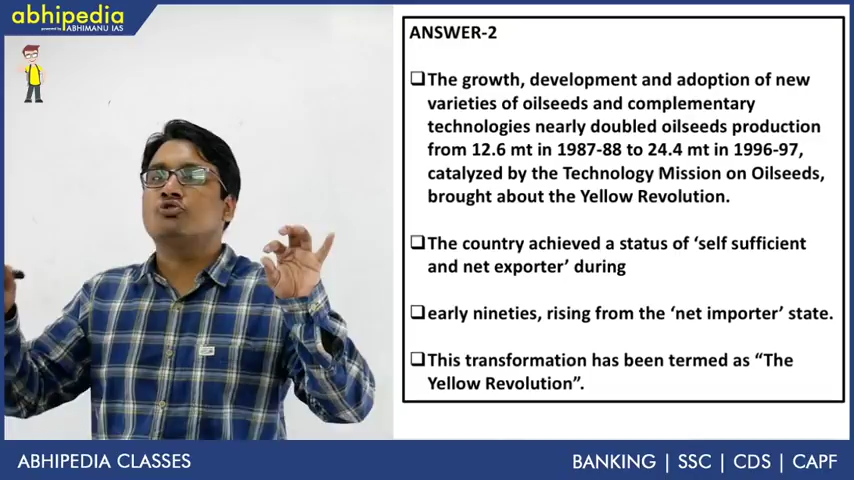 abhipedia
powered by ABHIMANU IAS
ANSWER-2
The growth, development and adoption of new
varieties of oilseeds and complementary
technologies nearly doubled oilseeds production
from 12.6 mt in 1987-88 to 24.4 mt in 1996-97,
catalyzed by the Technology Mission on Oilseeds,
brought about the Yellow Revolution.
The country achieved a status of ‘self sufficient
and net exporter’ during
early nineties, rising from the ‘net importer’ state.
This transformation has been termed as “The
Yellow Revolution”.
ABHIPEDIA CLASSES
BANKING | SSC | CDS | CAPF